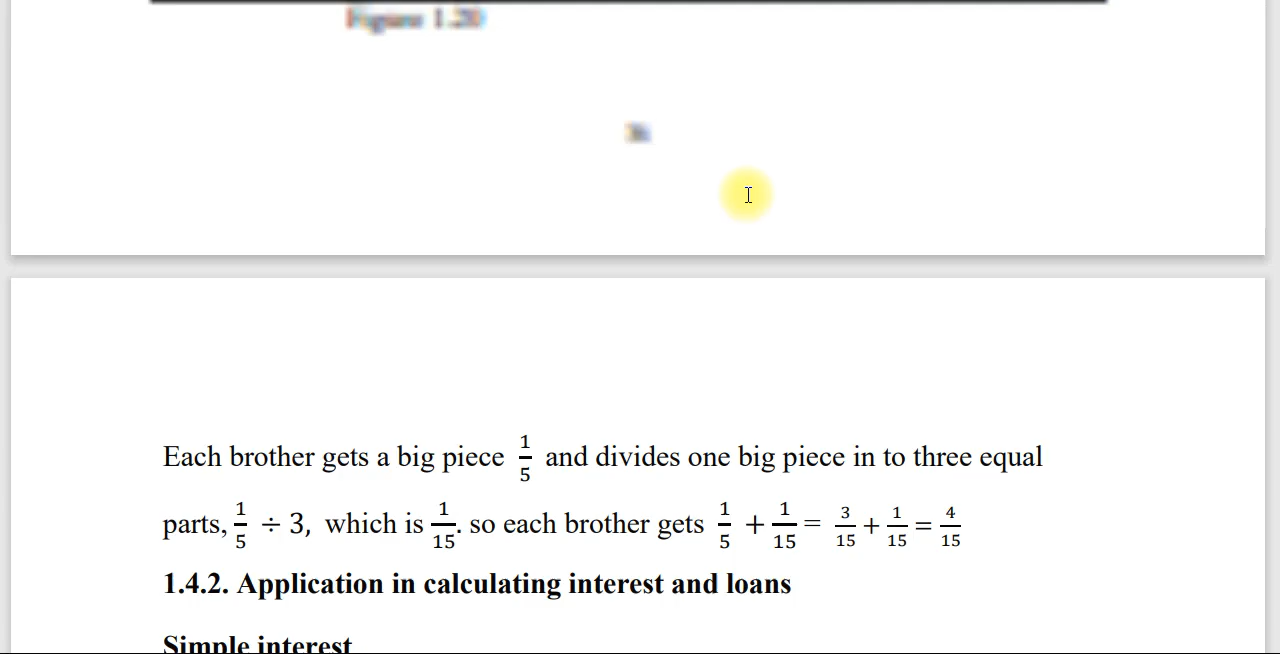 Figure 1.20
Each brother gets a big piece 1/5 and divides one big piece in to three equal
parts, 1/5 ÷ 3, which is 1/15. so each brother gets 1/5 + 1/15 = 3/15 + 1/15 = 4/15
1.4.2. Application in calculating interest and loans
Simple interest